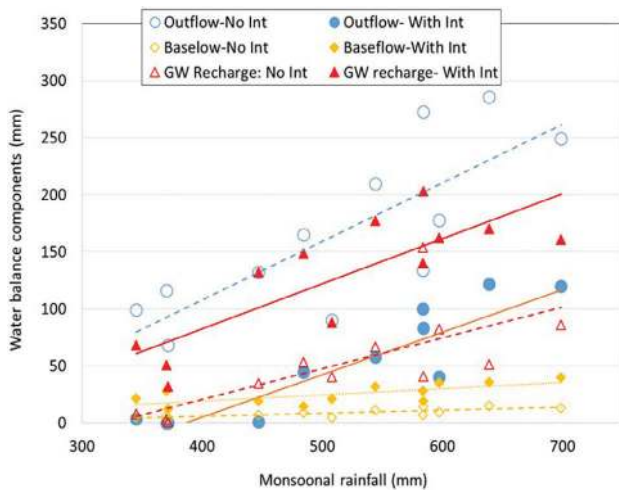 Outflow-No Int
Outflow- With Int
Baselow-No Int
Baseflow-With Int
GW Recharge: No Int
GW recharge- With Int
Water balance components (mm)
350
300
250
200
150
100
50
0
300
400
500
600
700
Monsoonal rainfall (mm)